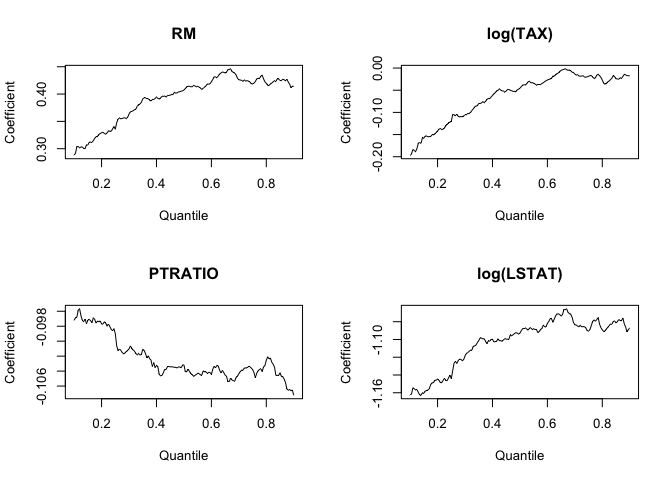 RM
Coefficient
0.40
0.30
0.2 0.4 0.6 0.8
Quantile
log(TAX)
Coefficient
0.00
-0.10
-0.20
0.2 0.4 0.6 0.8
Quantile
PTRATIO
Coefficient
-0.098
-0.106
0.2 0.4 0.6 0.8
Quantile
log(LSTAT)
Coefficient
-1.10
-1.16
0.2 0.4 0.6 0.8
Quantile